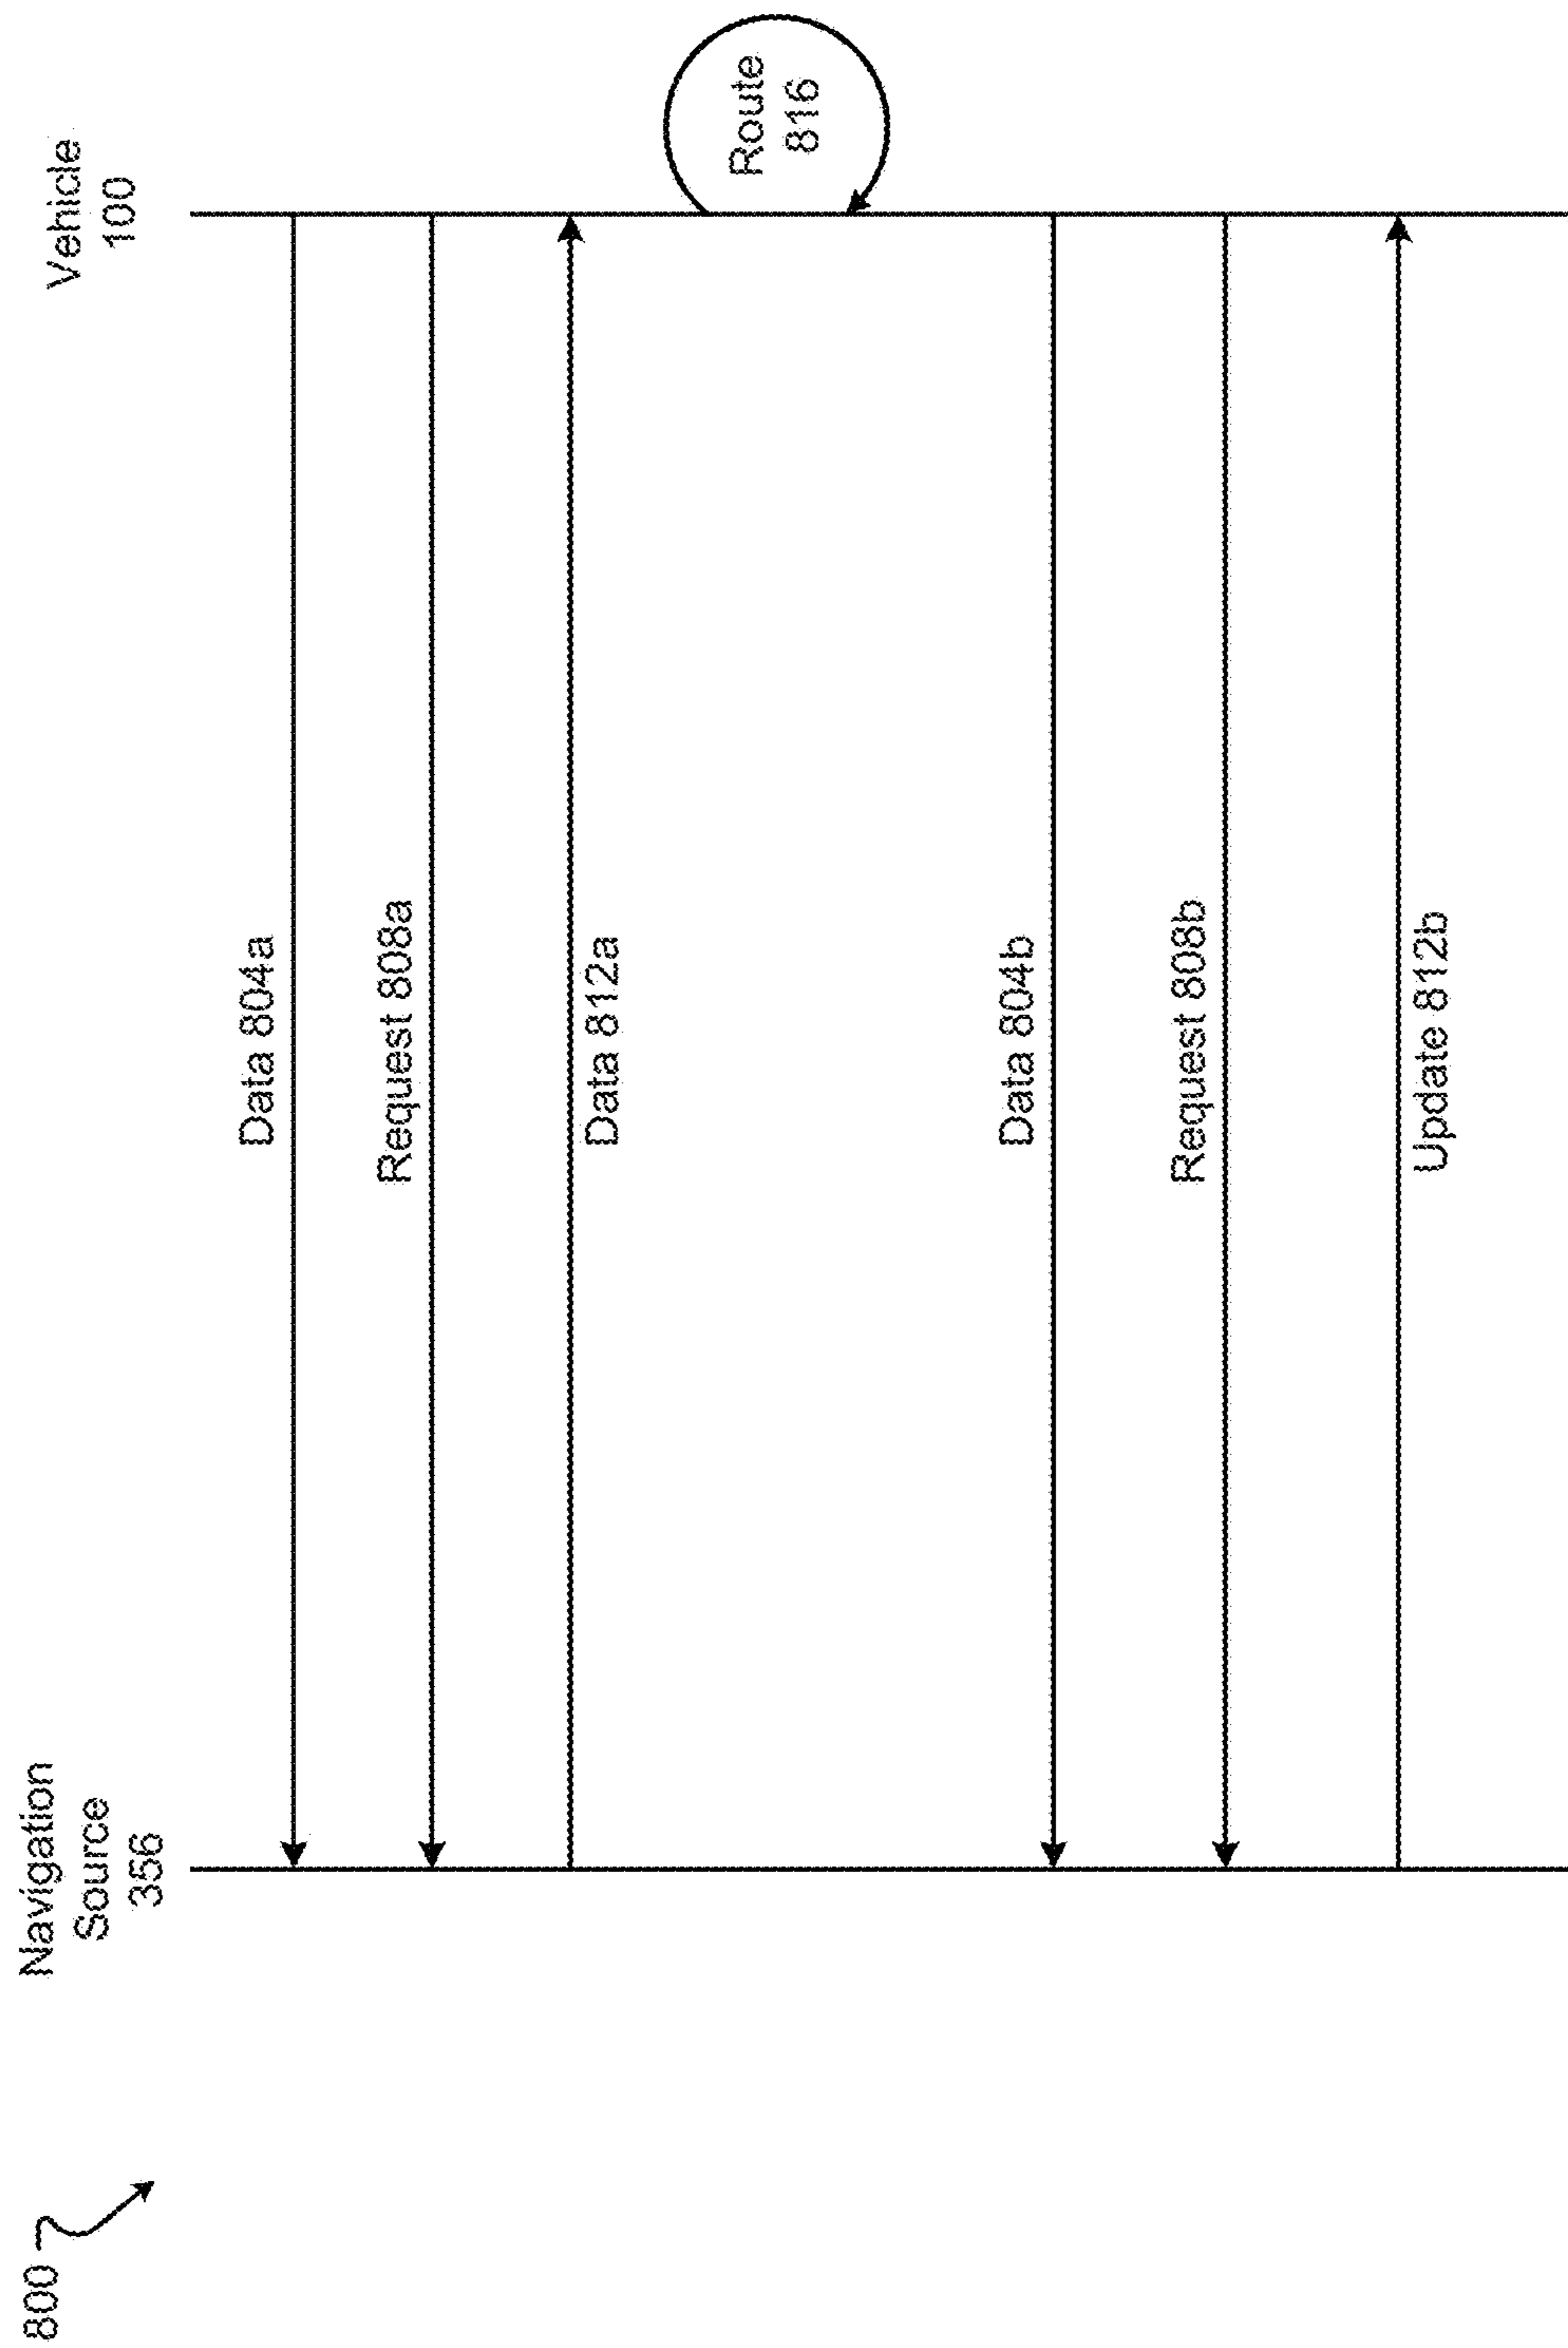 800
Navigation
Source
356
Vehicle
100
Data 804a
Request 808a
Data 812a
Route
816
Data 804b
Request 808b
Update 812b